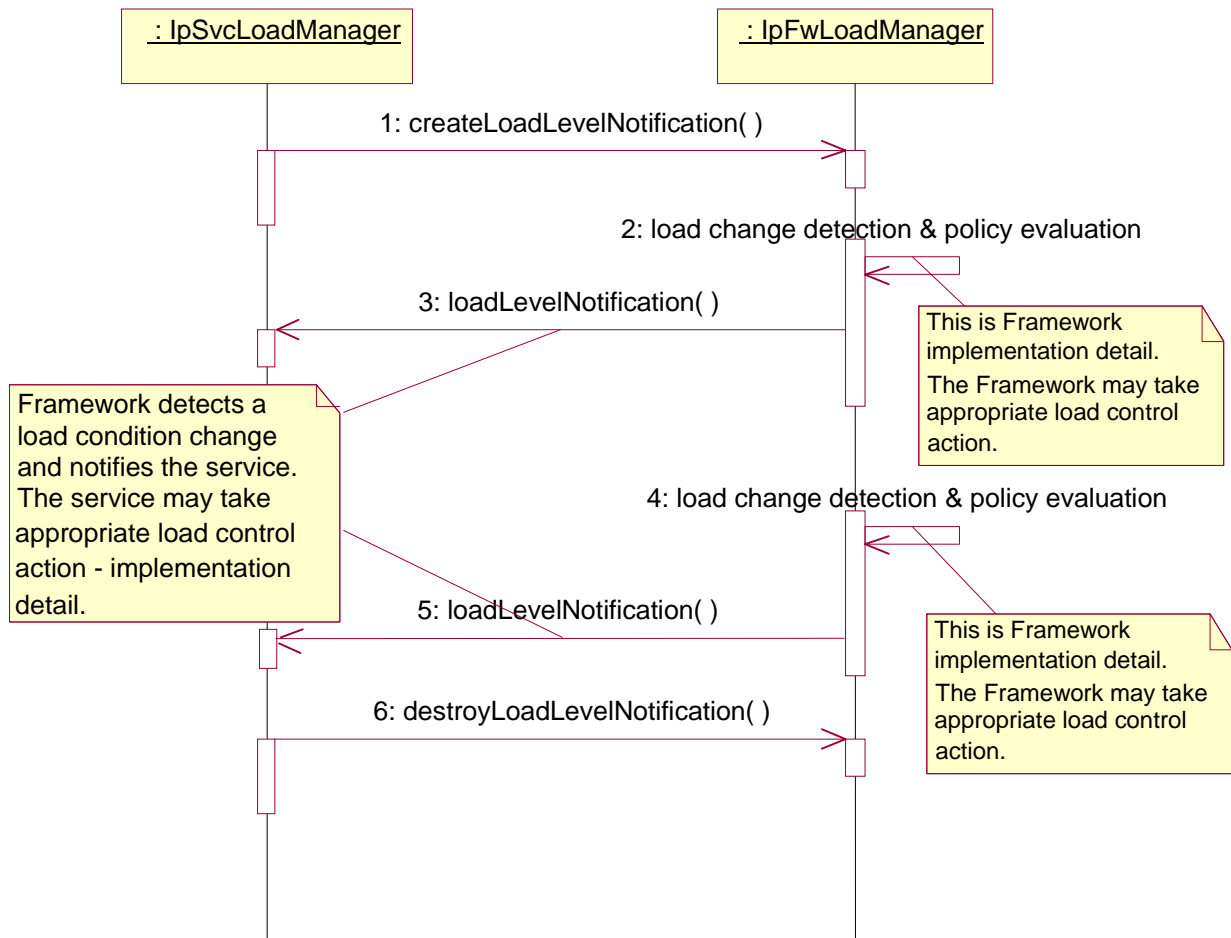 : IpSvcLoadManager
: IpFwLoadManager
1: createLoadLevelNotification( )
2: load change detection & policy evaluation
3: loadLevelNotification( )
This is Framework
implementation detail.
The Framework may take
appropriate load control
action.
Framework detects a
load condition change
and notifies the service.
The service may take
appropriate load control
action - implementation
detail.
4: load change detection & policy evaluation
5: loadLevelNotification( )
This is Framework
implementation detail.
The Framework may take
appropriate load control
action.
6: destroyLoadLevelNotification( )